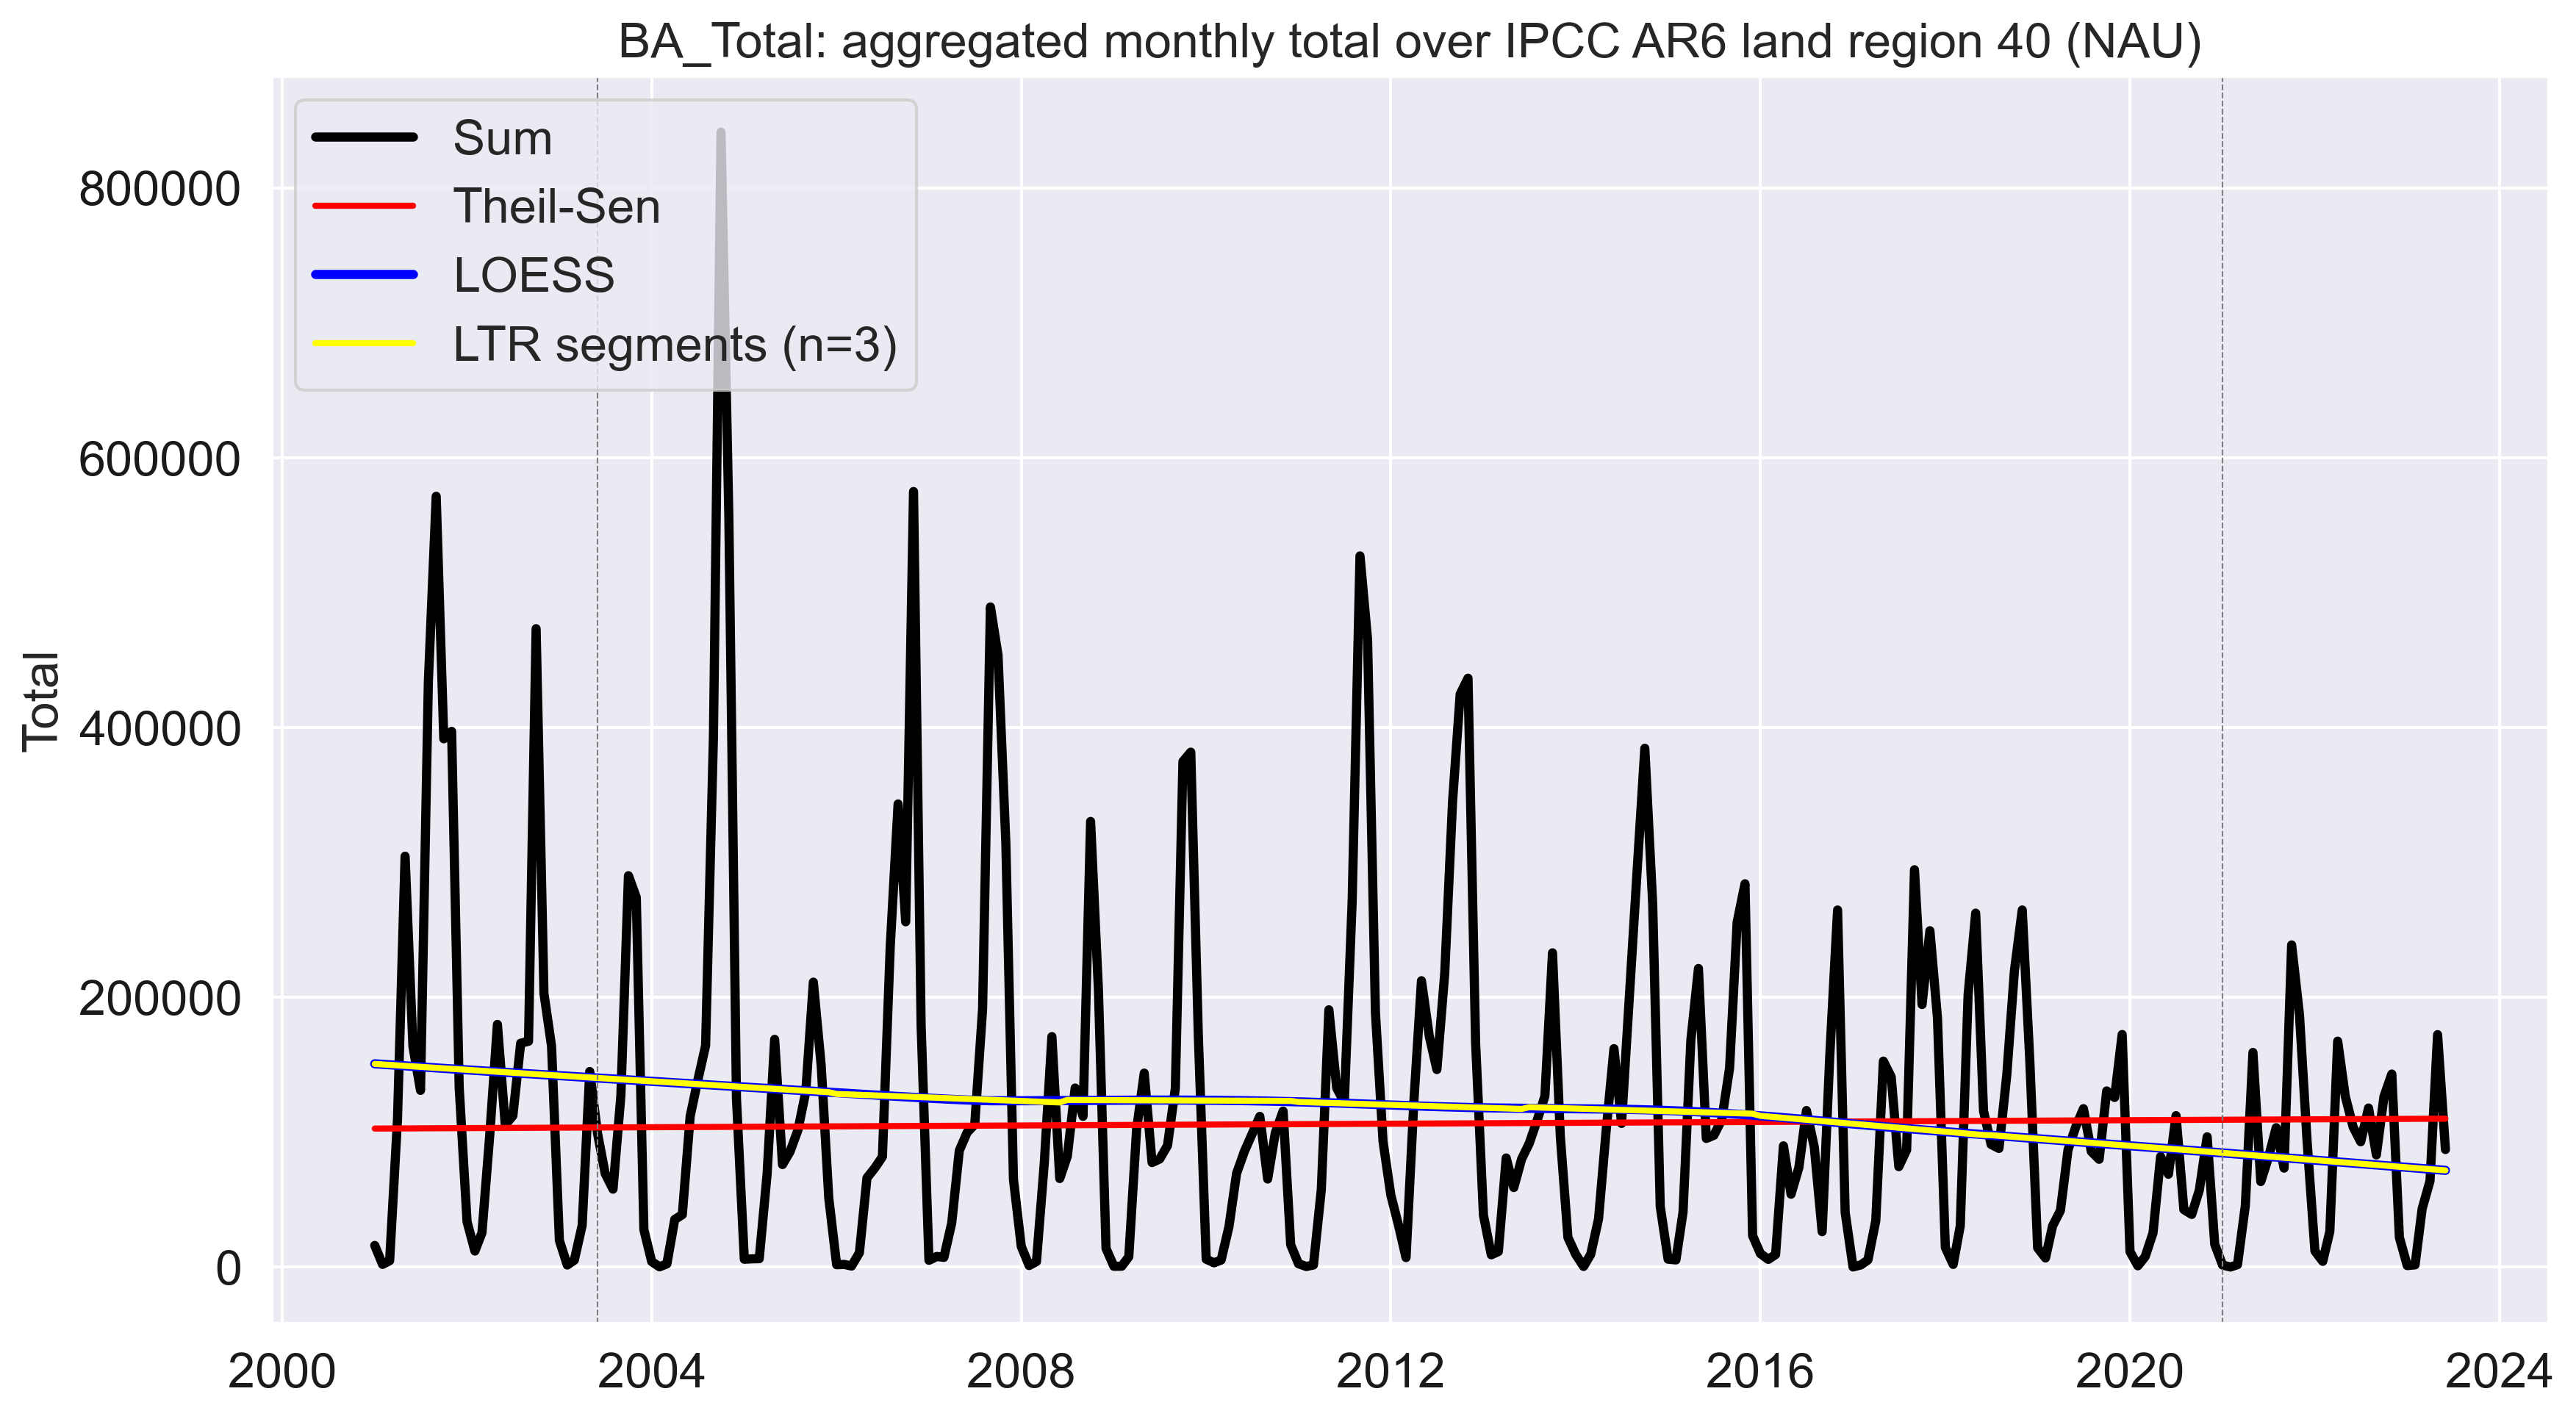 BA_Total: aggregated monthly total over IPCC AR6 land region 40 (NAU)
Sum
Theil-Sen
LOESS
LTR segments (n=3)
Total
800000
600000
400000
200000
0
2000
2004
2008
2012
2016
2020
2024